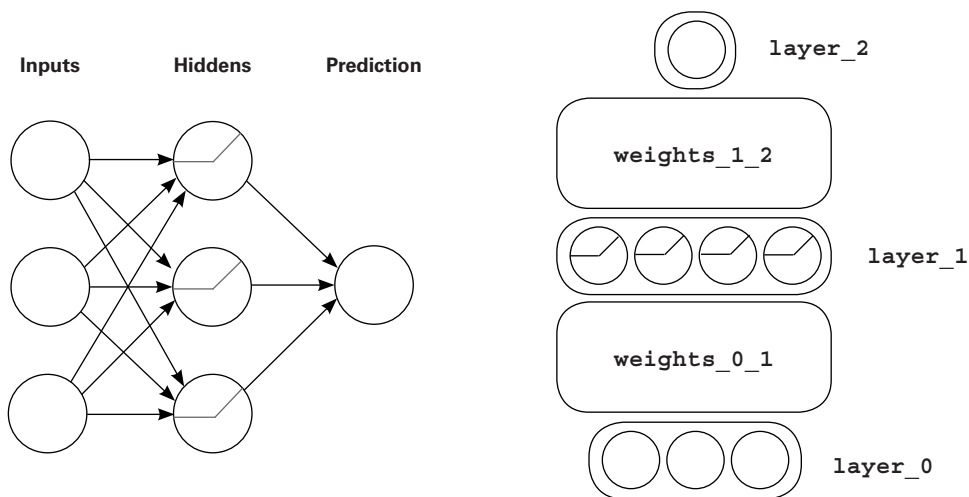 Inputs Hiddens Prediction
layer_2
weights_1_2
layer_1
weights_0_1
layer_0